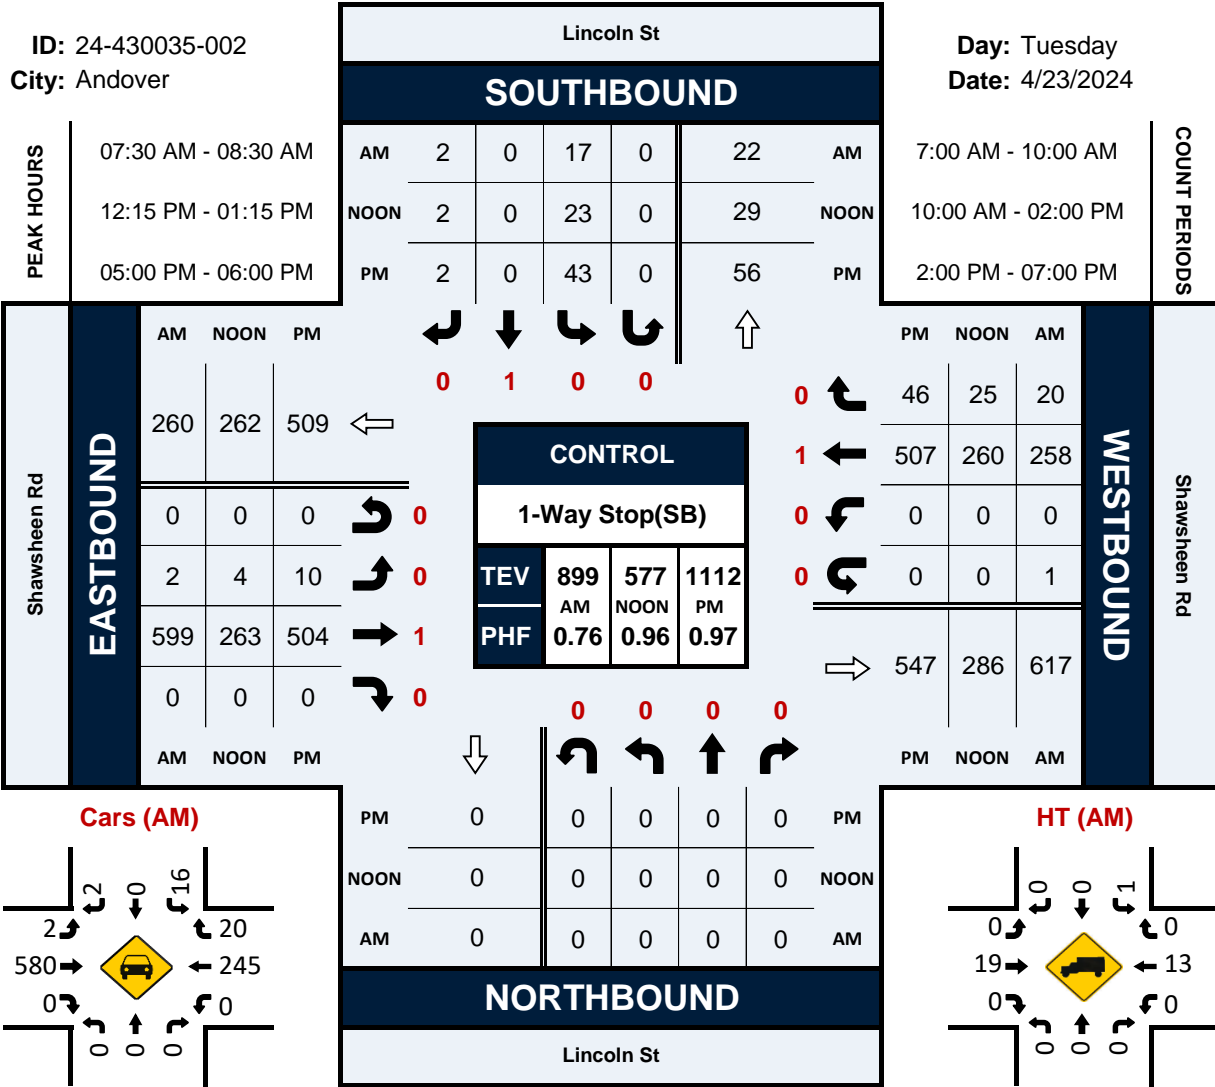 Lincoln St
ID: 24-430035-002
Day: Tuesday
City: Andover
Date: 4/23/2024
SOUTHBOUND
PEAK HOURS
07:30 AM - 08:30 AM
12:15 PM - 01:15 PM
05:00 PM - 06:00 PM
AM 2 0 17 0 22 AM
NOON 2 0 23 0 29 NOON
PM 2 0 43 0 56 PM
7:00 AM - 10:00 AM
10:00 AM - 02:00 PM
2:00 PM - 07:00 PM
COUNT PERIODS
0 1 0 0
Shawsheen Rd
EASTBOUND
AM NOON PM
260 262 509
0 0 0 0
2 4 10 0
599 263 504 1
0 0 0 0
AM NOON PM
CONTROL
1-Way Stop(SB)
TEV 899 577 1112
AM NOON PM
PHF 0.76 0.96 0.97
PM NOON AM
0 46 25 20
1 507 260 258
0 0 0 0
0 0 0 1
547 286 617
PM NOON AM
WESTBOUND
Shawsheen Rd
0 0 0 0
PM 0 0 0 0 0 PM
NOON 0 0 0 0 0 NOON
AM 0 0 0 0 0 AM
NORTHBOUND
Lincoln St
Cars (AM)
2 0 16
2 20
580 245
0 0
0 0 0
HT (AM)
0 0 1
0 0
19 13
0 0
0 0 0